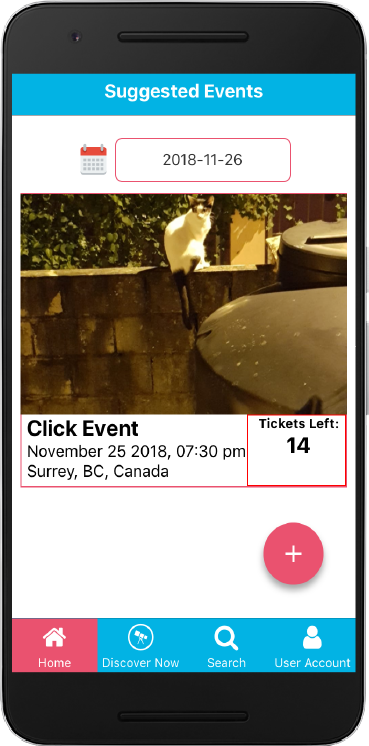 Suggested Events
2018-11-26
Click Event
November 25 2018, 07:30 pm
Surrey, BC, Canada
Tickets Left:
14
+
Home
Discover Now
Search
User Account